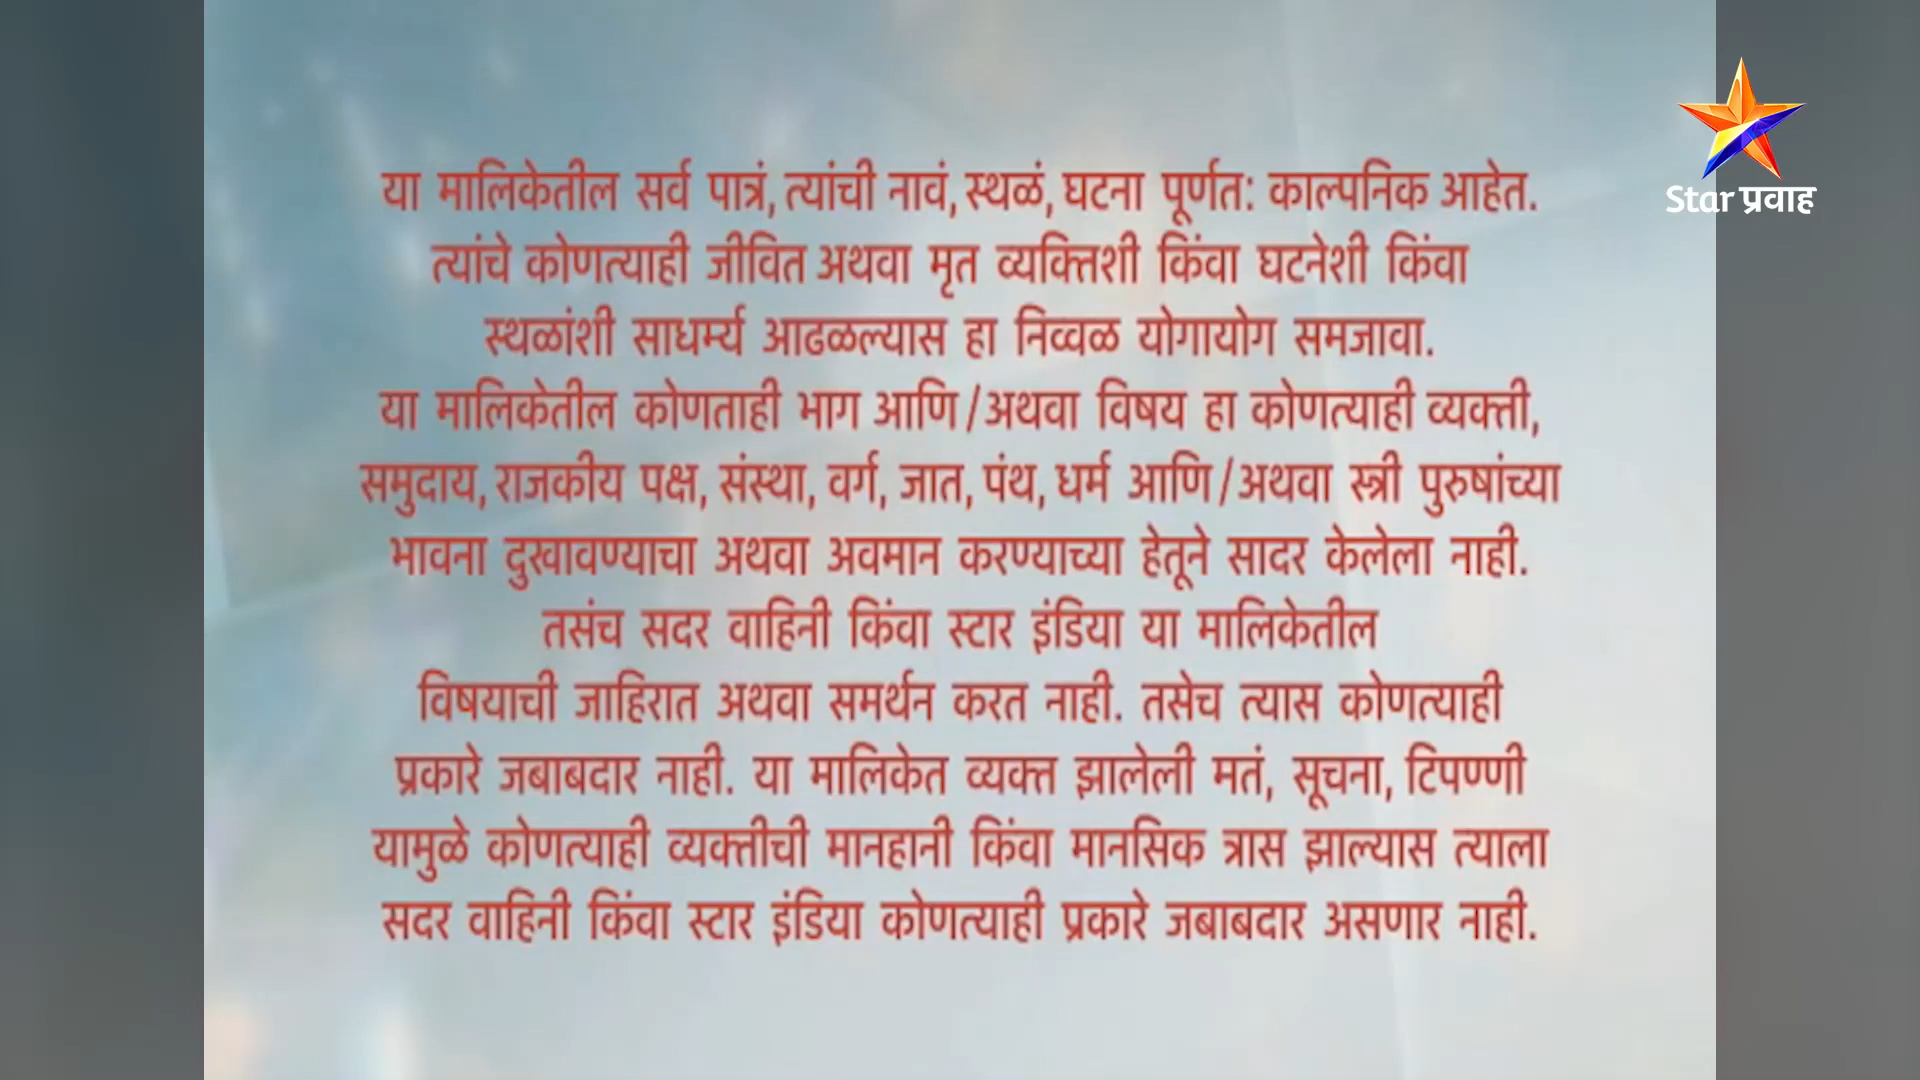 या मालिकेतील सर्व पात्रं, त्यांची नावं, स्थळं, घटना पूर्णत: काल्पनिक आहेत.
त्यांचे कोणत्याही जीवित अथवा मृत व्यक्तिशी किंवा घटनेशी किंवा
स्थळांशी साधर्म्य आढळल्यास हा निव्वळ योगायोग समजावा.
या मालिकेतील कोणताही भाग आणि/अथवा विषय हा कोणत्याही व्यक्ती,
समुदाय, राजकीय पक्ष, संस्था, वर्ग, जात, पंथ, धर्म आणि/अथवा स्त्री पुरुषांच्या
भावना दुखावण्याचा अथवा अवमान करण्याच्या हेतूने सादर केलेला नाही.
तसंच सदर वाहिनी किंवा स्टार इंडिया या मालिकेतील
विषयाची जाहिरात अथवा समर्थन करत नाही. तसेच त्यास कोणत्याही
प्रकारे जबाबदार नाही. या मालिकेत व्यक्त झालेली मतं, सूचना, टिपण्णी
यामुळे कोणत्याही व्यक्तीची मानहानी किंवा मानसिक त्रास झाल्यास त्याला
सदर वाहिनी किंवा स्टार इंडिया कोणत्याही प्रकारे जबाबदार असणार नाही.
Star प्रवाह